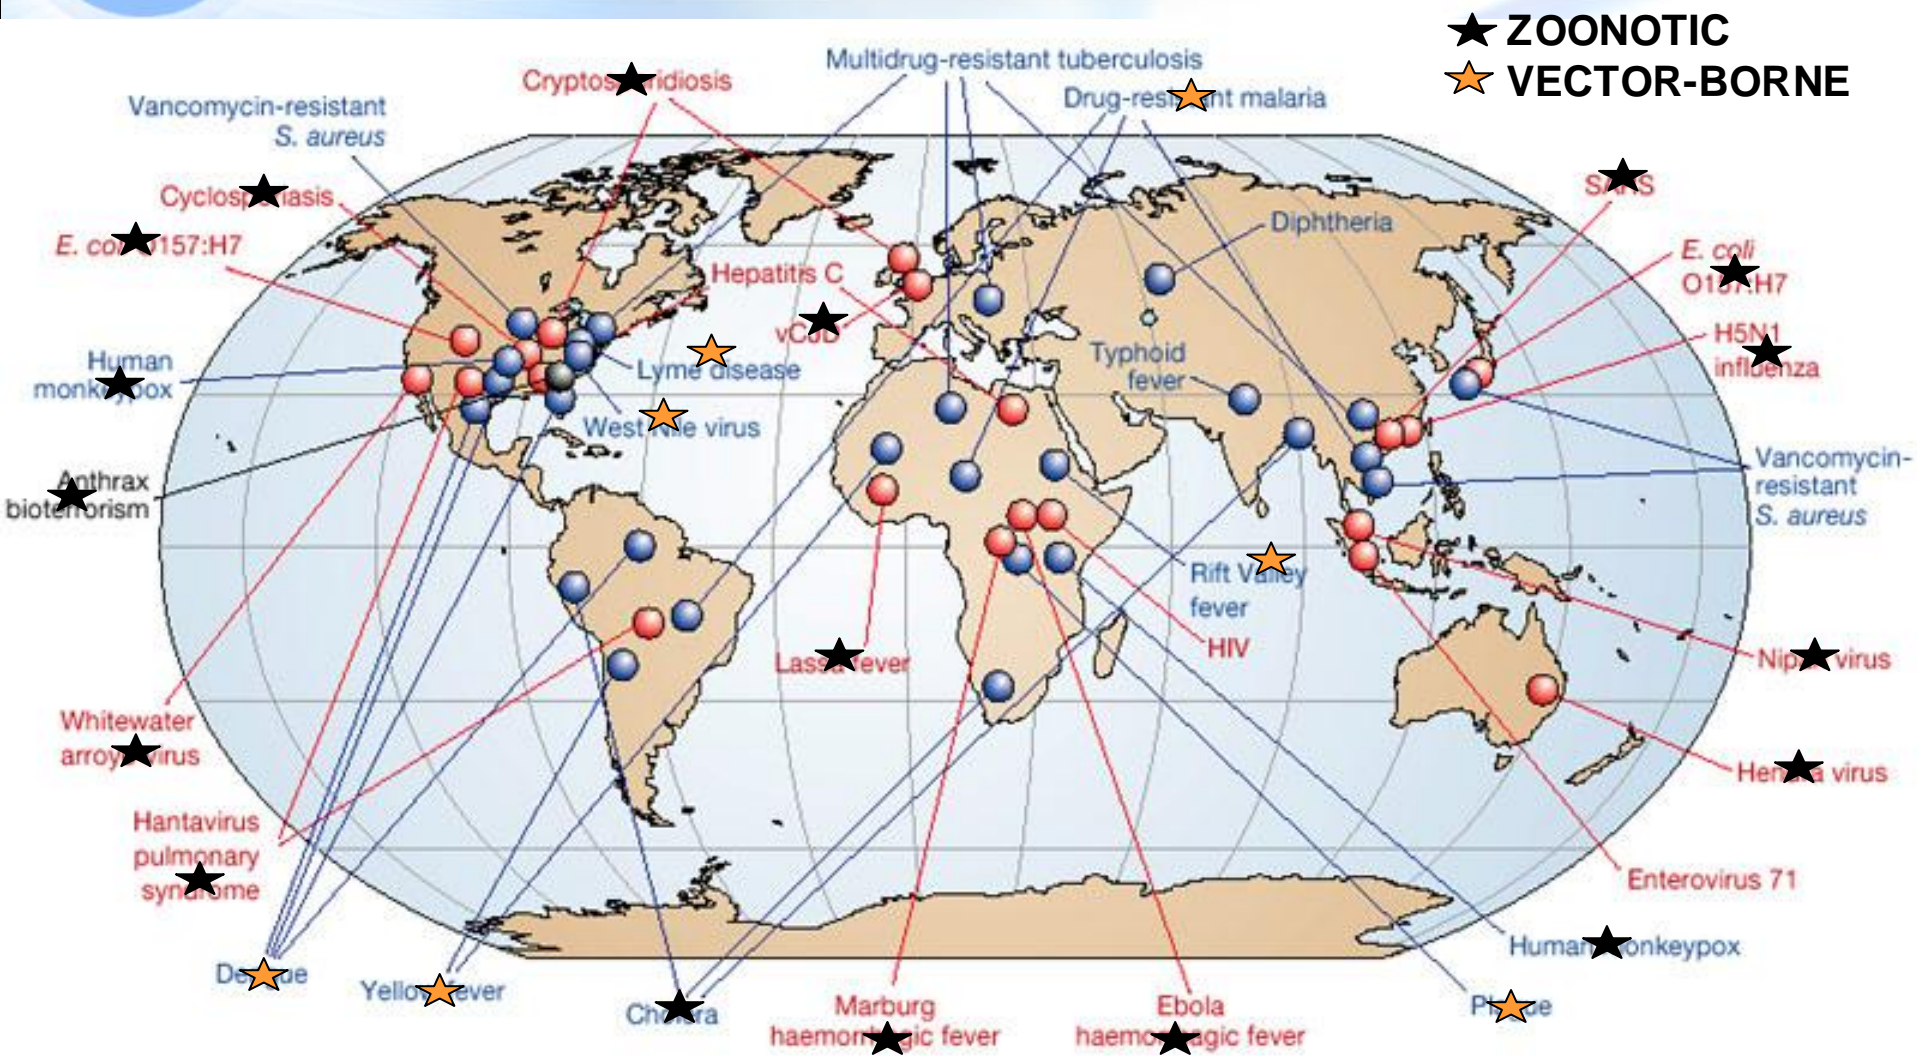 ZOONOTIC
VECTOR-BORNE
Multidrug-resistant tuberculosis
Cryptosporidiosis
Drug-resistant malaria
Vancomycin-resistant
S. aureus
Cyclosporiasis
SARS
E. coli O157:H7
Diphtheria
E. coli
O157:H7
Hepatitis C
vCJD
H5N1
influenza
Human
monkeypox
Lyme disease
Typhoid
fever
West Nile virus
Anthrax
bioterrorism
Vancomycin-
resistant
S. aureus
Rift Valley
fever
HIV
Lassa fever
Nipah virus
Whitewater
arroyo virus
Hendra virus
Hantavirus
pulmonary
syndrome
Enterovirus 71
Human monkeypox
Dengue
Yellow fever
Cholera
Marburg
haemorrhagic fever
Ebola
haemorrhagic fever
Plague